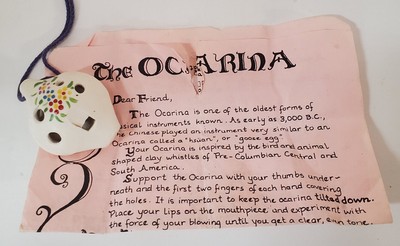 The OCARINA
Dear Friend,
The Ocarina is one of the oldest forms of
musical instruments known. As early as 3,000 B.C.,
the Chinese played an instrument very similar to an
Ocarina called a "hsüan", or "goose egg".
Your Ocarina is inspired by the bird and animal
shaped clay whistles of Pre-Columbian Central and
South America.
Support the Ocarina with your thumbs under-
neath and the first two fingers of each hand covering
the holes. It is important to keep the ocarina tilted down.
Place your lips on the mouthpiece and experiment with
the force of your blowing until you get a clear, even tone.